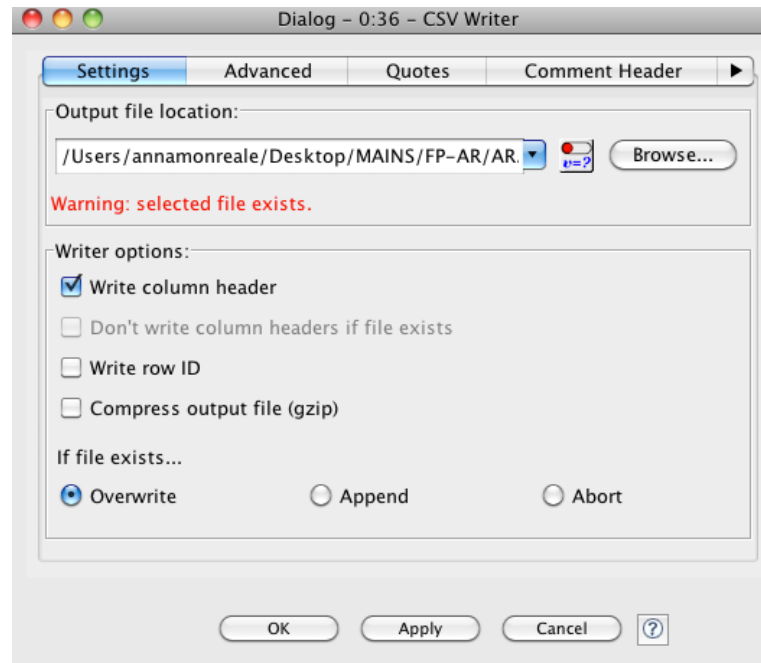 Dialog – 0:36 – CSV Writer
Settings Advanced Quotes Comment Header
Output file location:
/Users/annamonreale/Desktop/MAINS/FP-AR/AR. v=? Browse...
Warning: selected file exists.
Writer options:
Write column header
Don't write column headers if file exists
Write row ID
Compress output file (gzip)
If file exists...
Overwrite Append Abort
OK Apply Cancel ?